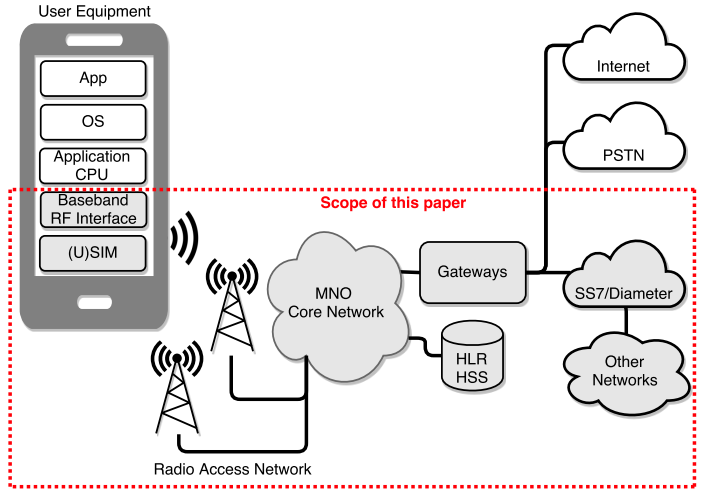 User Equipment
App
OS
Application
CPU
Baseband
RF Interface
(U)SIM
Internet
PSTN
Scope of this paper
MNO
Core Network
Gateways
SS7/Diameter
HLR
HSS
Other
Networks
Radio Access Network